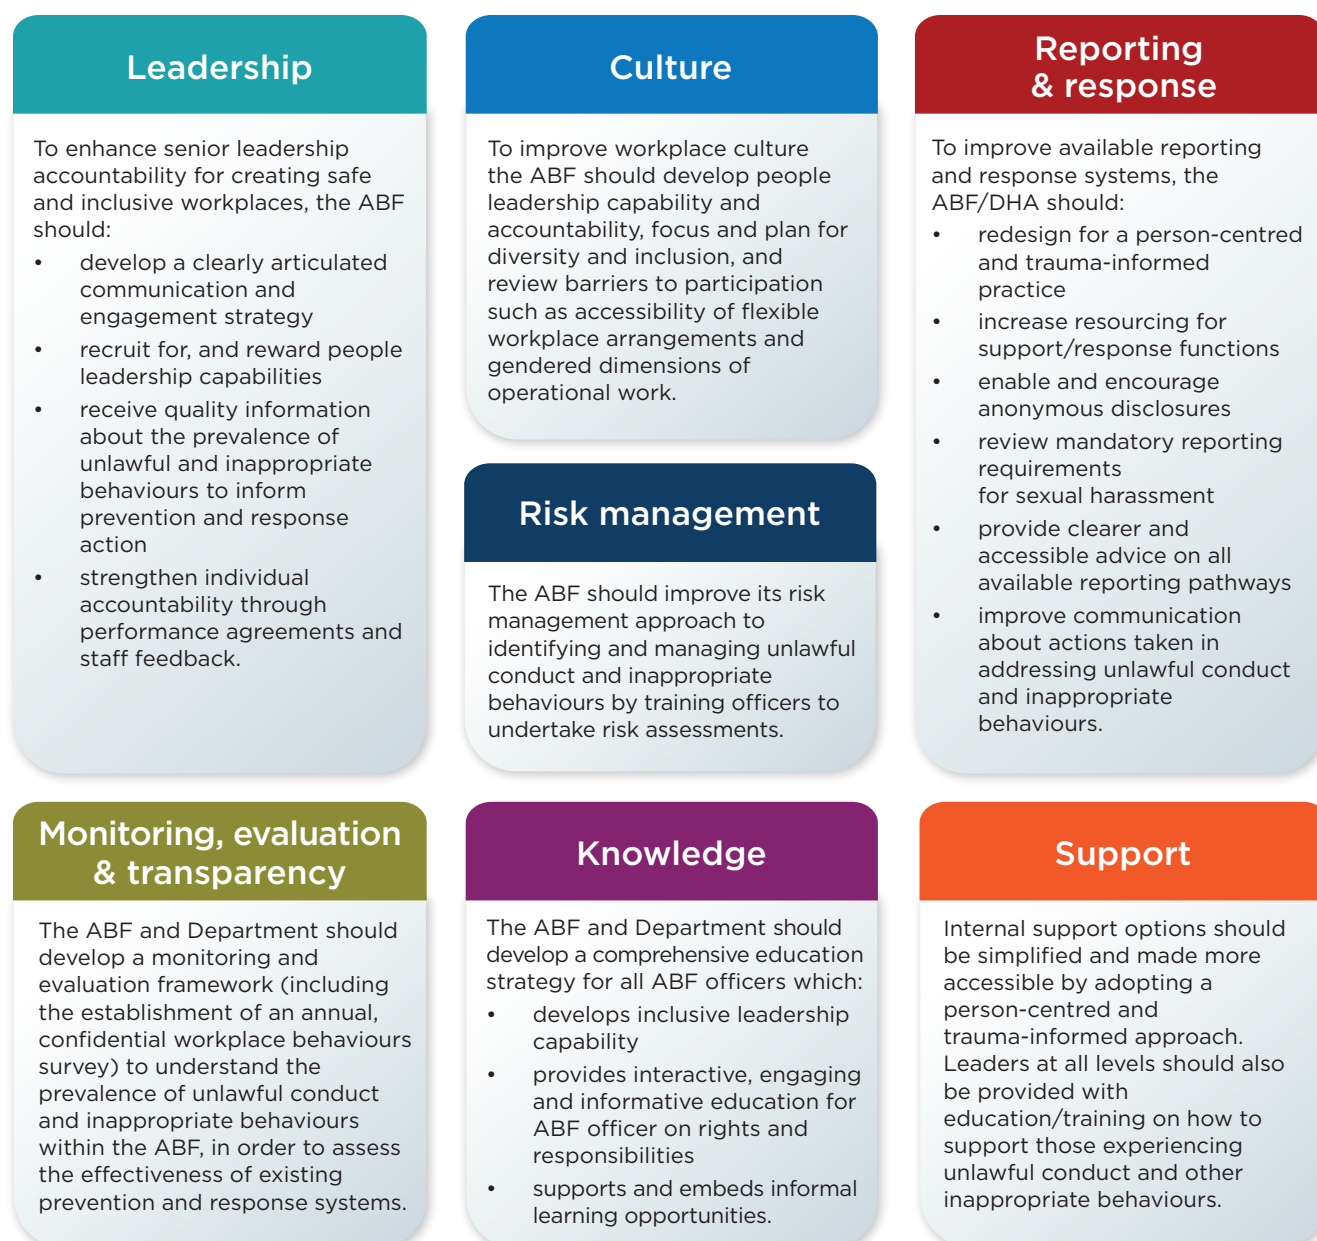 Leadership
To enhance senior leadership
accountability for creating safe
and inclusive workplaces, the ABF
should:
• develop a clearly articulated
communication and
engagement strategy
• recruit for, and reward people
leadership capabilities
• receive quality information
about the prevalence of
unlawful and inappropriate
behaviours to inform
prevention and response
action
• strengthen individual
accountability through
performance agreements and
staff feedback.
Culture
To improve workplace culture
the ABF should develop people
leadership capability and
accountability, focus and plan for
diversity and inclusion, and
review barriers to participation
such as accessibility of flexible
workplace arrangements and
gendered dimensions of
operational work.
Risk management
The ABF should improve its risk
management approach to
identifying and managing unlawful
conduct and inappropriate
behaviours by training officers to
undertake risk assessments.
Reporting
& response
To improve available reporting
and response systems, the
ABF/DHA should:
• redesign for a person-centred
and trauma-informed
practice
• increase resourcing for
support/response functions
• enable and encourage
anonymous disclosures
• review mandatory reporting
requirements
for sexual harassment
• provide clearer and
accessible advice on all
available reporting pathways
• improve communication
about actions taken in
addressing unlawful conduct
and inappropriate
behaviours.
Monitoring, evaluation
& transparency
The ABF and Department should
develop a monitoring and
evaluation framework (including
the establishment of an annual,
confidential workplace behaviours
survey) to understand the
prevalence of unlawful conduct
and inappropriate behaviours
within the ABF, in order to assess
the effectiveness of existing
prevention and response systems.
Knowledge
The ABF and Department should
develop a comprehensive education
strategy for all ABF officers which:
• develops inclusive leadership
capability
• provides interactive, engaging
and informative education for
ABF officer on rights and
responsibilities
• supports and embeds informal
learning opportunities.
Support
Internal support options should
be simplified and made more
accessible by adopting a
person-centred and
trauma-informed approach.
Leaders at all levels should also
be provided with
education/training on how to
support those experiencing
unlawful conduct and other
inappropriate behaviours.